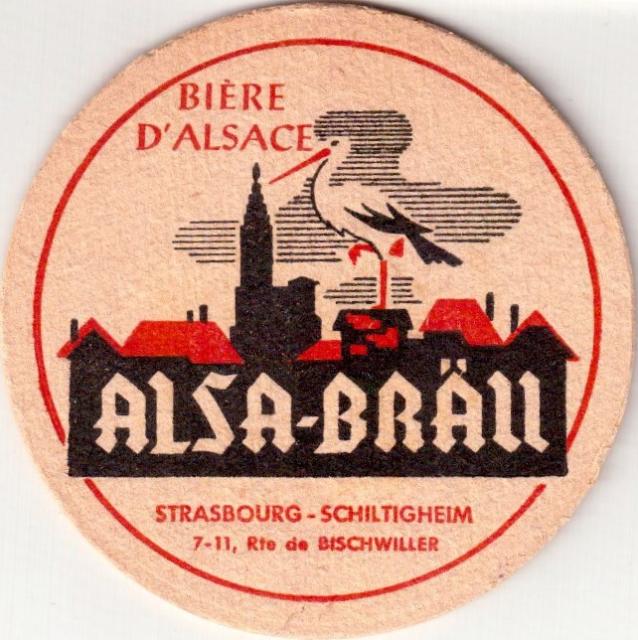 BIÈRE
D'ALSACE
ALSA-BRÄU
STRASBOURG - SCHILTIGHEIM
7-11, Rte de BISCHWILLER